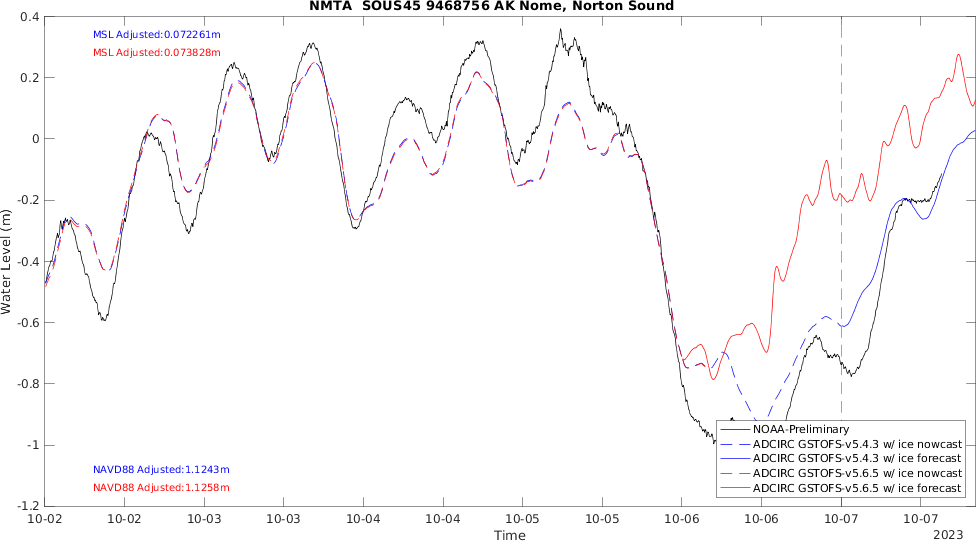 NMTA SOUS45 9468756 AK Nome, Norton Sound
MSL Adjusted:0.072261m
MSL Adjusted:0.073828m
0.4
0.2
0
-0.2
-0.4
-0.6
-0.8
-1
-1.2
Water Level (m)
NAVD88 Adjusted:1.1243m
NAVD88 Adjusted:1.1258m
NOAA-Preliminary
ADCIRC GSTOFS-v5.4.3 w/ ice nowcast
ADCIRC GSTOFS-v5.4.3 w/ ice forecast
ADCIRC GSTOFS-v5.6.5 w/ ice nowcast
ADCIRC GSTOFS-v5.6.5 w/ ice forecast
10-02 10-02 10-03 10-03 10-04 10-04 10-05 10-05 10-06 10-06 10-07 10-07
Time
2023